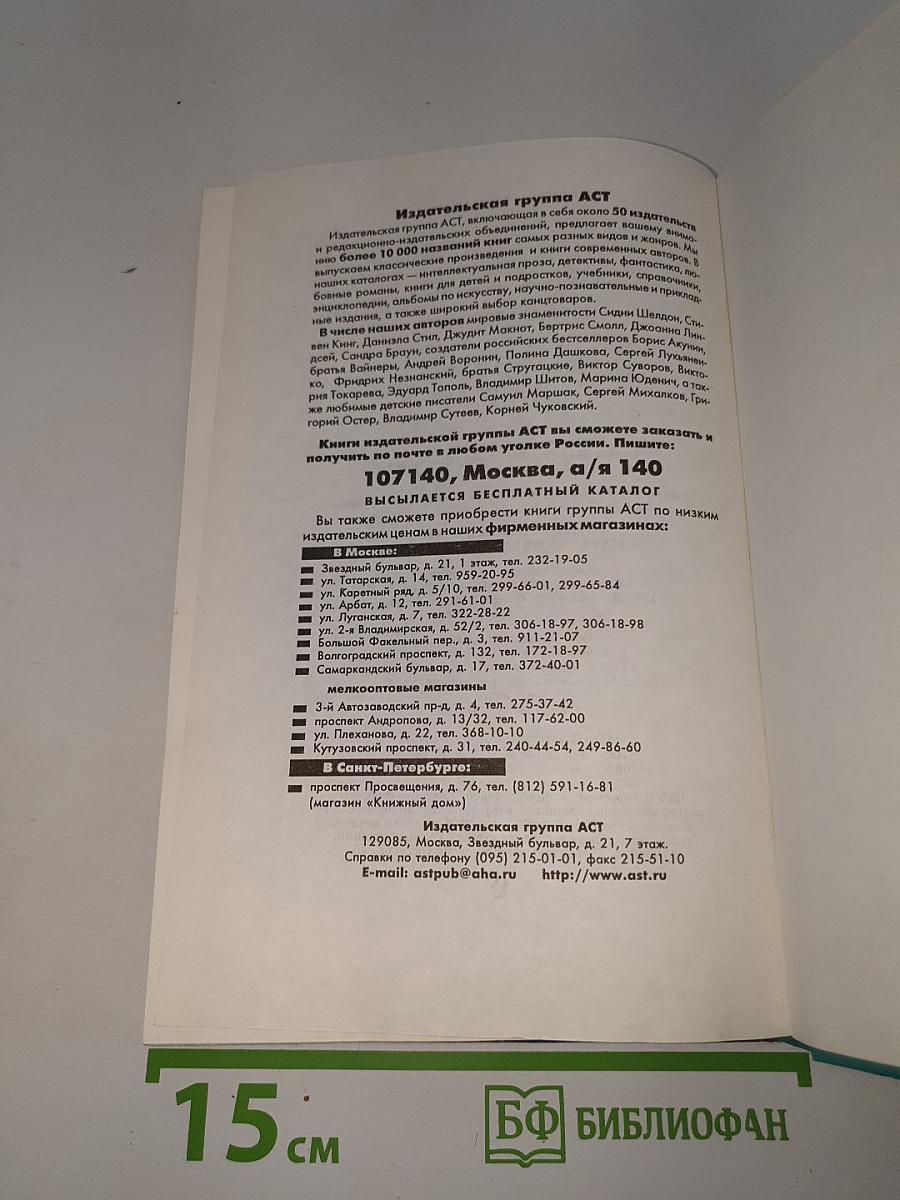 Издательская группа АСТ
Издательская группа АСТ, включающая в себя около 50 издательств
и редакционно-издательских объединений, предлагает вашему внима-
нию более 10 000 названий книг самых разных видов и жанров. Мы
выпускаем классические произведения и книги современных авторов. В
наших каталогах — интеллектуальная проза, детективы, фантастика, лю-
бовные романы, книги для детей и подростков, учебники, справочники,
энциклопедии, альбомы по искусству, научно-познавательные и приклад-
ные издания, а также широкий выбор канцтоваров.
В числе наших авторов мировые знаменитости Сидни Шелдон, Сти-
вен Кинг, Даниэла Стил, Джудит Макнот, Бертрис Смолл, Джоанна Лин-
дсей, Сандра Браун, создатели российских бестселлеров Борис Акунин,
братья Вайнеры, Андрей Воронин, Полина Дашкова, Сергей Лукьянен-
ко, Фридрих Незнанский, братья Стругацкие, Виктор Суворов, Викто-
рия Токарева, Эдуард Тополь, Владимир Шитов, Марина Юденич, а так-
же любимые детские писатели Самуил Маршак, Сергей Михалков, Гри-
горий Остер, Владимир Сутеев, Корней Чуковский.
Книги издательской группы АСТ вы сможете заказать и
получить по почте в любом уголке России. Пишите:
107140, Москва, а/я 140
ВЫСЫЛАЕТСЯ БЕСПЛАТНЫЙ КАТАЛОГ
Вы также сможете приобрести книги группы АСТ по низким
издательским ценам в наших фирменных магазинах:
В Москве:
Звездный бульвар, д. 21, 1 этаж, тел. 232-19-05
ул. Татарская, д. 14, тел. 959-20-95
ул. Каретный ряд, д. 5/10, тел. 299-66-01, 299-65-84
ул. Арбат, д. 12, тел. 291-61-01
ул. Луганская, д. 7, тел. 322-28-22
ул. 2-я Владимирская, д. 52/2, тел. 306-18-97, 306-18-98
Большой Факельный пер., д. 3, тел. 911-21-07
Волгоградский проспект, д. 132, тел. 172-18-97
Самаркандский бульвар, д. 17, тел. 372-40-01
мелкооптовые магазины
3-й Автозаводский пр-д, д. 4, тел. 275-37-42
проспект Андропова, д. 13/32, тел. 117-62-00
ул. Плеханова, д. 22, тел. 368-10-10
Кутузовский проспект, д. 31, тел. 240-44-54, 249-86-60
В Санкт-Петербурге:
проспект Просвещения, д. 76, тел. (812) 591-16-81
(магазин «Книжный дом»)
Издательская группа АСТ
129085, Москва, Звездный бульвар, д. 21, 7 этаж.
Справки по телефону (095) 215-01-01, факс 215-51-10
E-mail: astpub@aha.ru http://www.ast.ru
15 см
БФ БИБЛИОФАН